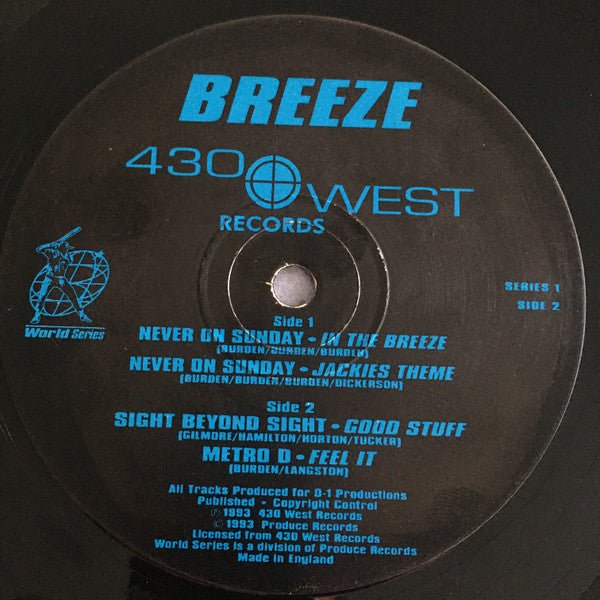 BREEZE
430 WEST
RECORDS
World Series
SERIES 1
SIDE 2
Side 1
NEVER ON SUNDAY - IN THE BREEZE
(BURDEN/BURDEN/BURDEN)
NEVER ON SUNDAY - JACKIES THEME
(BURDEN/BURDEN/BURDEN/DICKERSON)
Side 2
SIGHT BEYOND SIGHT - GOOD STUFF
(GILMORE/HAMILTON/HORTON/TUCKER)
METRO D - FEEL IT
(BURDEN/LANGSTON)
All Tracks Produced for D-1 Productions
Published - Copyright Control
℗ 1993 430 West Records
© 1993 Produce Records
Licensed from 430 West Records
World Series is a division of Produce Records
Made in England